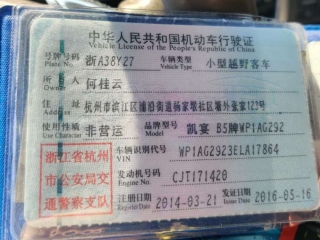 中华人民共和国机动车行驶证
Vehicle License of the People's Republic of China
号牌号码 浙A38Y27 车辆类型 小型越野客车
Plate No. Vehicle Type
所有人 何挂云
Owner
住址 杭州市滨江区浦沿街道杨家墩社区塘外张家123号
Address
使用性质 非营运 品牌型号 凯宴 B5牌WP1AG292
Use Character Model
浙江省杭州 车辆识别代号 WP1AG2923ELA17864
VIN
市公安局交 发动机号码 CJT171420
Engine No.
通警察支队 注册日期 2014-03-21 发证日期 2016-05-16
Register Date Issue Date